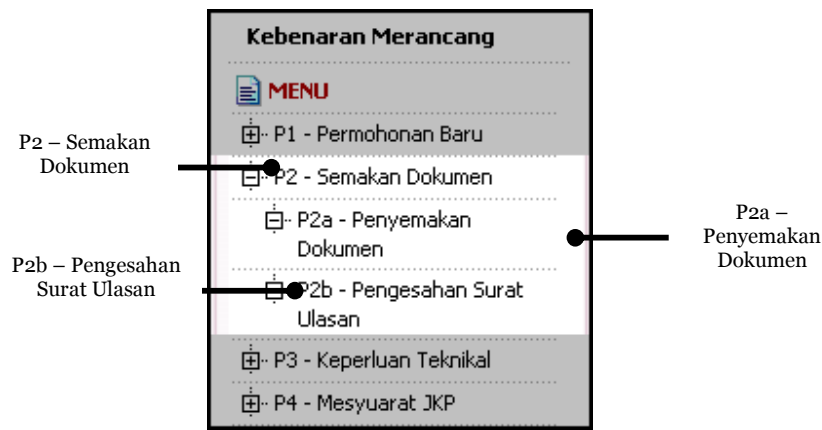 Kebenaran Merancang
MENU
P1 - Permohonan Baru
P2 - Semakan Dokumen
P2a - Penyemakan
Dokumen
P2b - Pengesahan Surat
Ulasan
P3 - Keperluan Teknikal
P4 - Mesyuarat JKP
P2 – Semakan
Dokumen
P2b – Pengesahan
Surat Ulasan
P2a –
Penyemakan
Dokumen